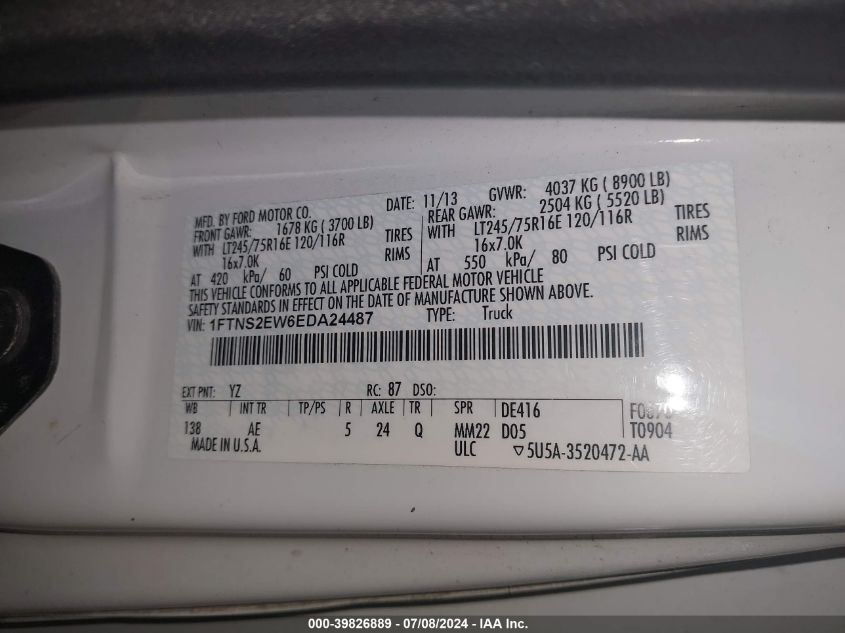 MFD. BY FORD MOTOR CO. DATE: 11/13 GVWR: 4037 KG ( 8900 LB)
FRONT GAWR: 1678 KG ( 3700 LB) REAR GAWR: 2504 KG ( 5520 LB)
WITH LT245/75R16E 120/116R TIRES WITH LT245/75R16E 120/116R TIRES
16x7.0K RIMS 16x7.0K RIMS
AT 420 kPa/ 60 PSI COLD AT 550 kPa/ 80 PSI COLD
THIS VEHICLE CONFORMS TO ALL APPLICABLE FEDERAL MOTOR VEHICLE
SAFETY STANDARDS IN EFFECT ON THE DATE OF MANUFACTURE SHOWN ABOVE.
VIN: 1FTNS2EW6EDA24487 TYPE: Truck
EXT PNT: YZ RC: 87 DSO:
WB INT TR TP/PS R AXLE TR SPR DE416
138 AE 5 24 Q MM22 D05 T0904
MADE IN U.S.A. ULC ▽5U5A-3520472-AA
000-39826889 - 07/08/2024 - IAA Inc.